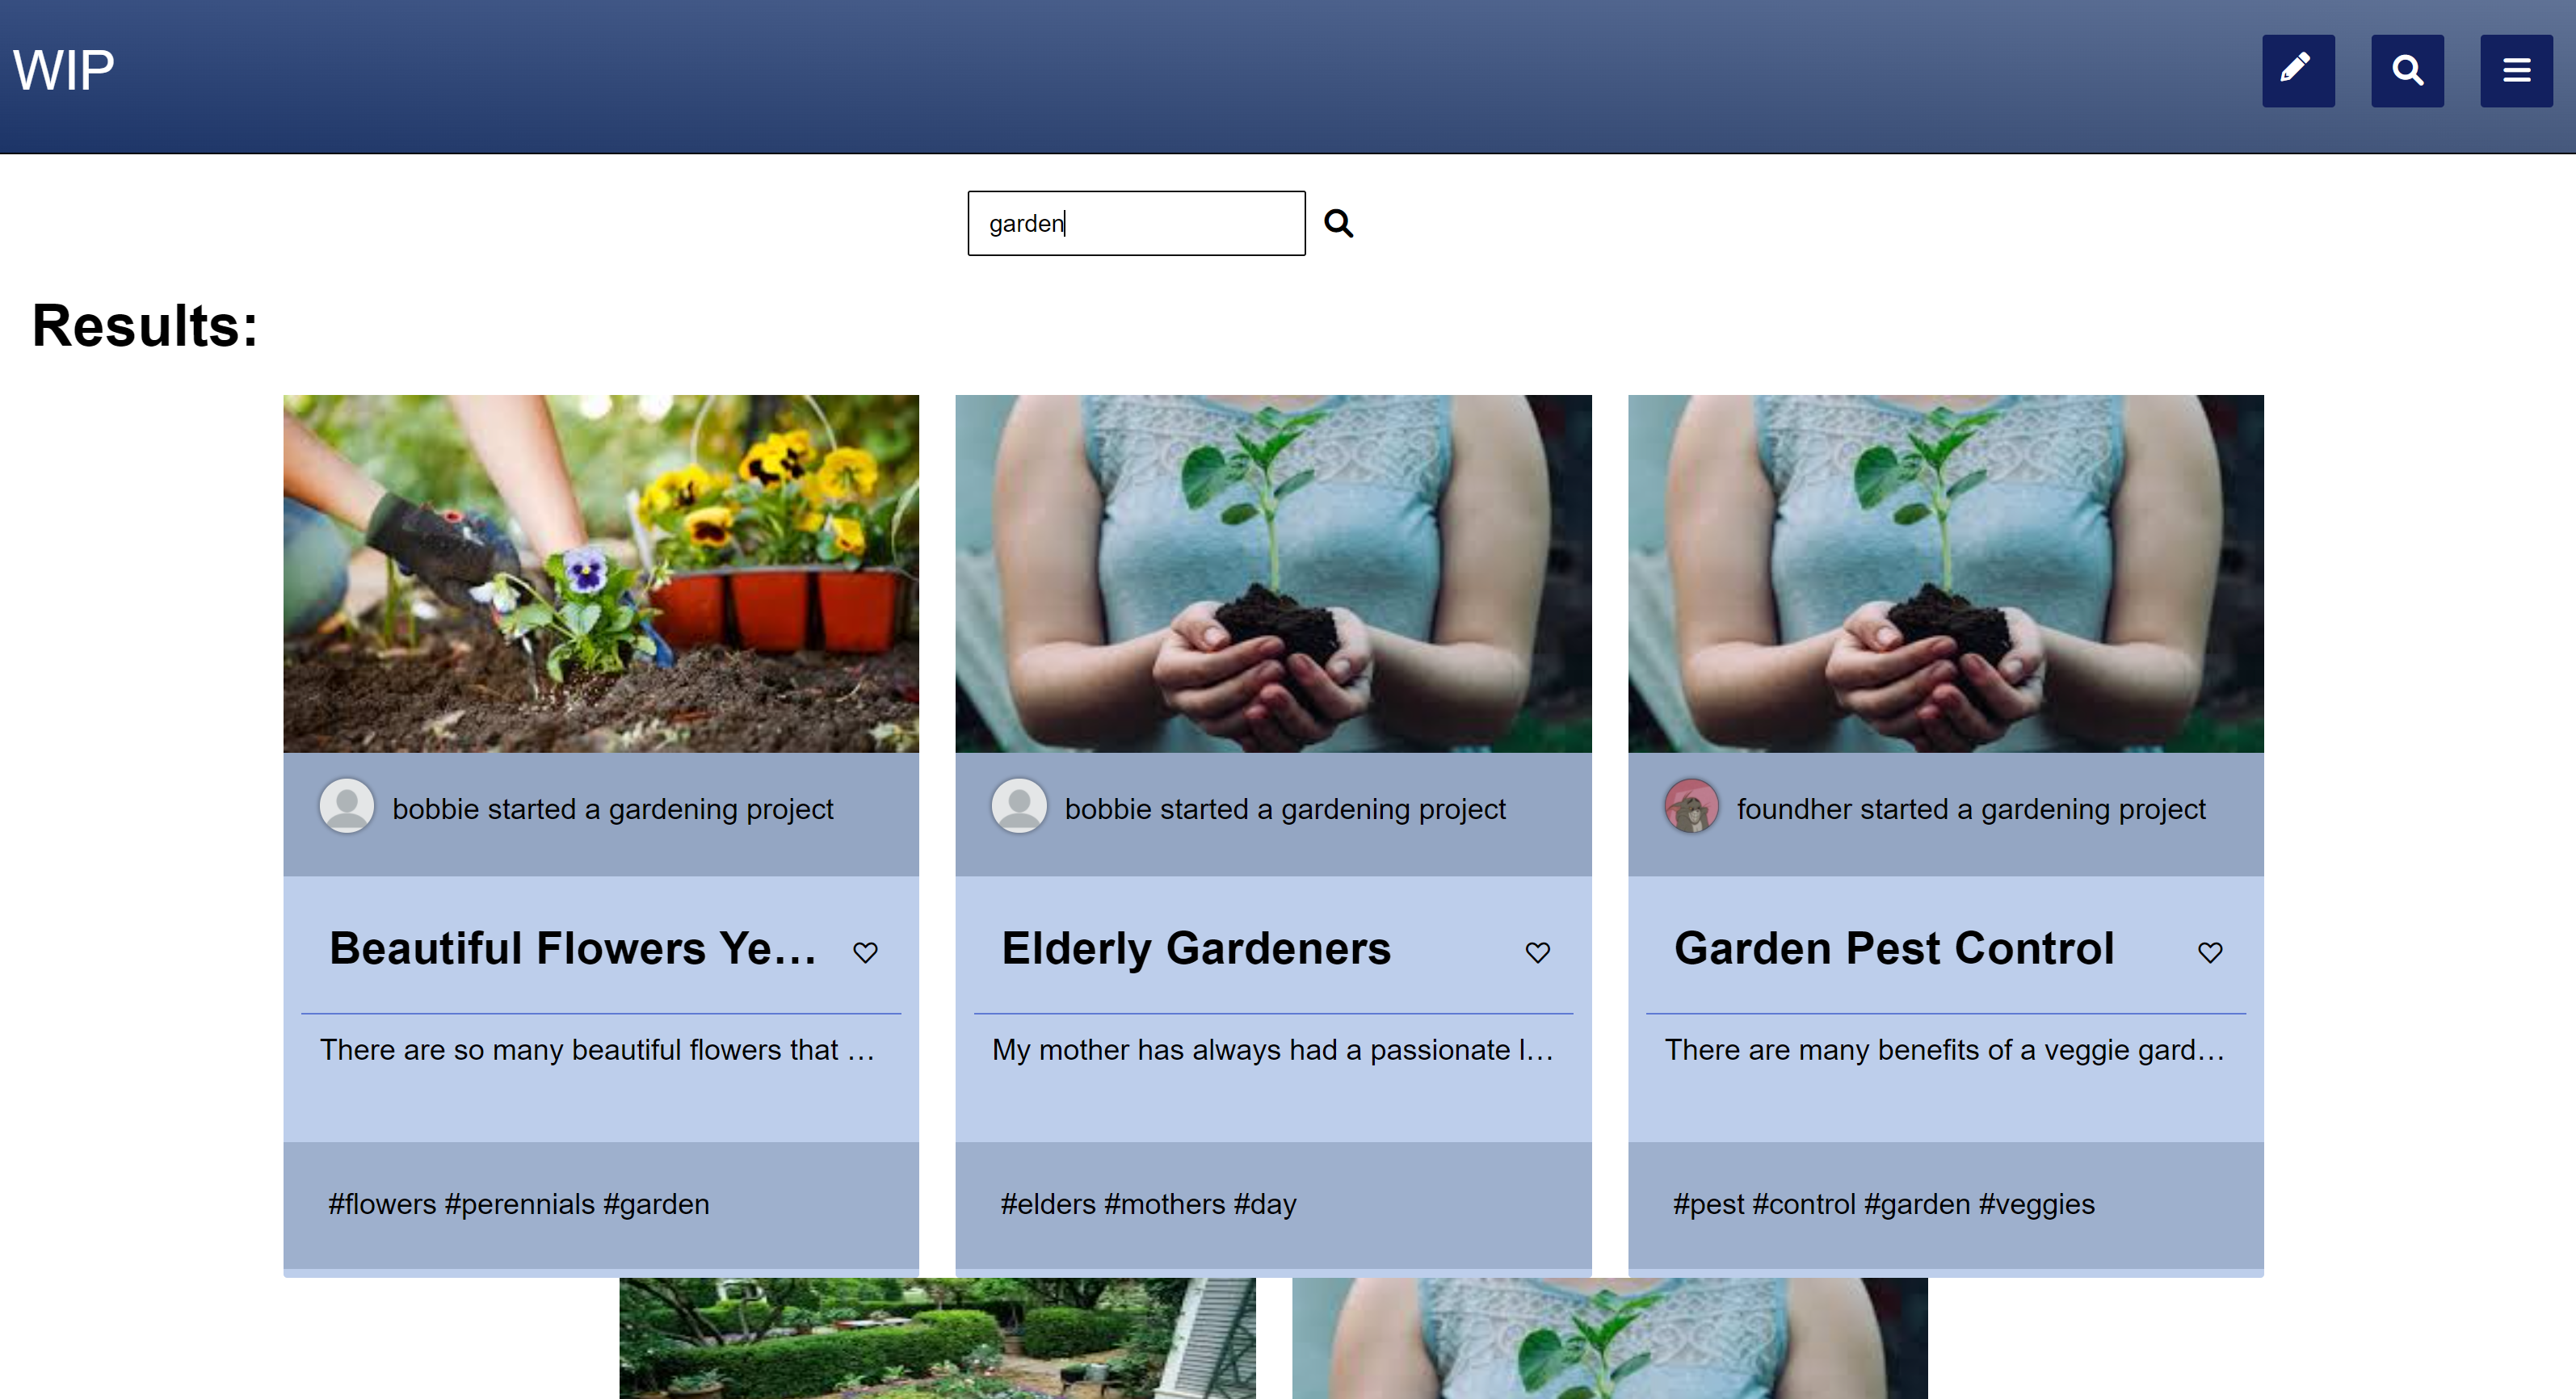 WIP
garden
Results:
bobbie started a gardening project
Beautiful Flowers Ye...
There are so many beautiful flowers that ...
#flowers #perennials #garden
bobbie started a gardening project
Elderly Gardeners
My mother has always had a passionate l...
#elders #mothers #day
foundher started a gardening project
Garden Pest Control
There are many benefits of a veggie gard...
#pest #control #garden #veggies